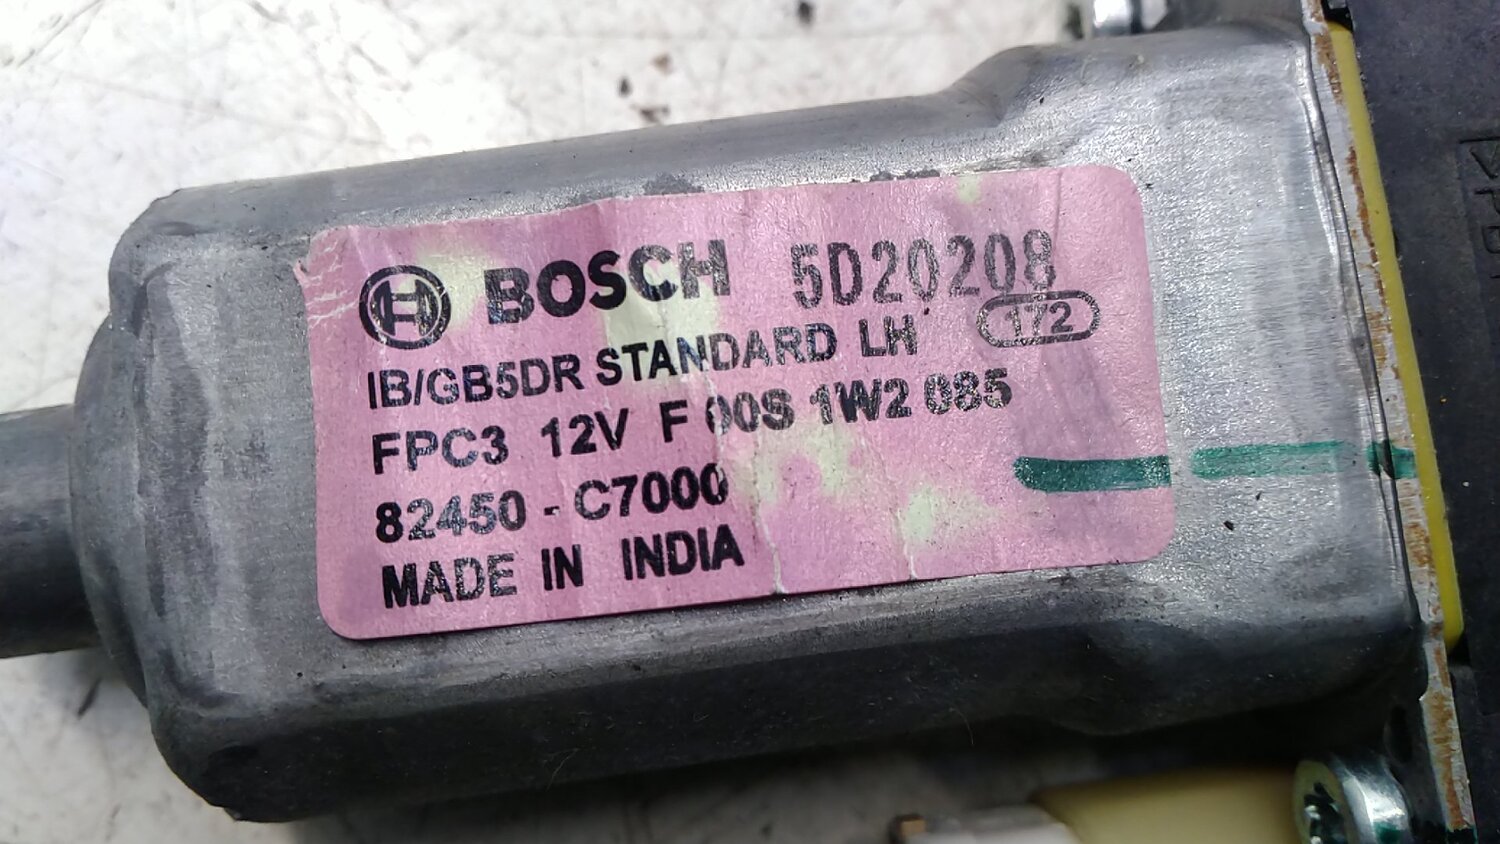 BOSCH 5D20208
172
IB/GB5DR STANDARD LH
FPC3 12V F 00S 1W2 085
82450 - C7000
MADE IN INDIA